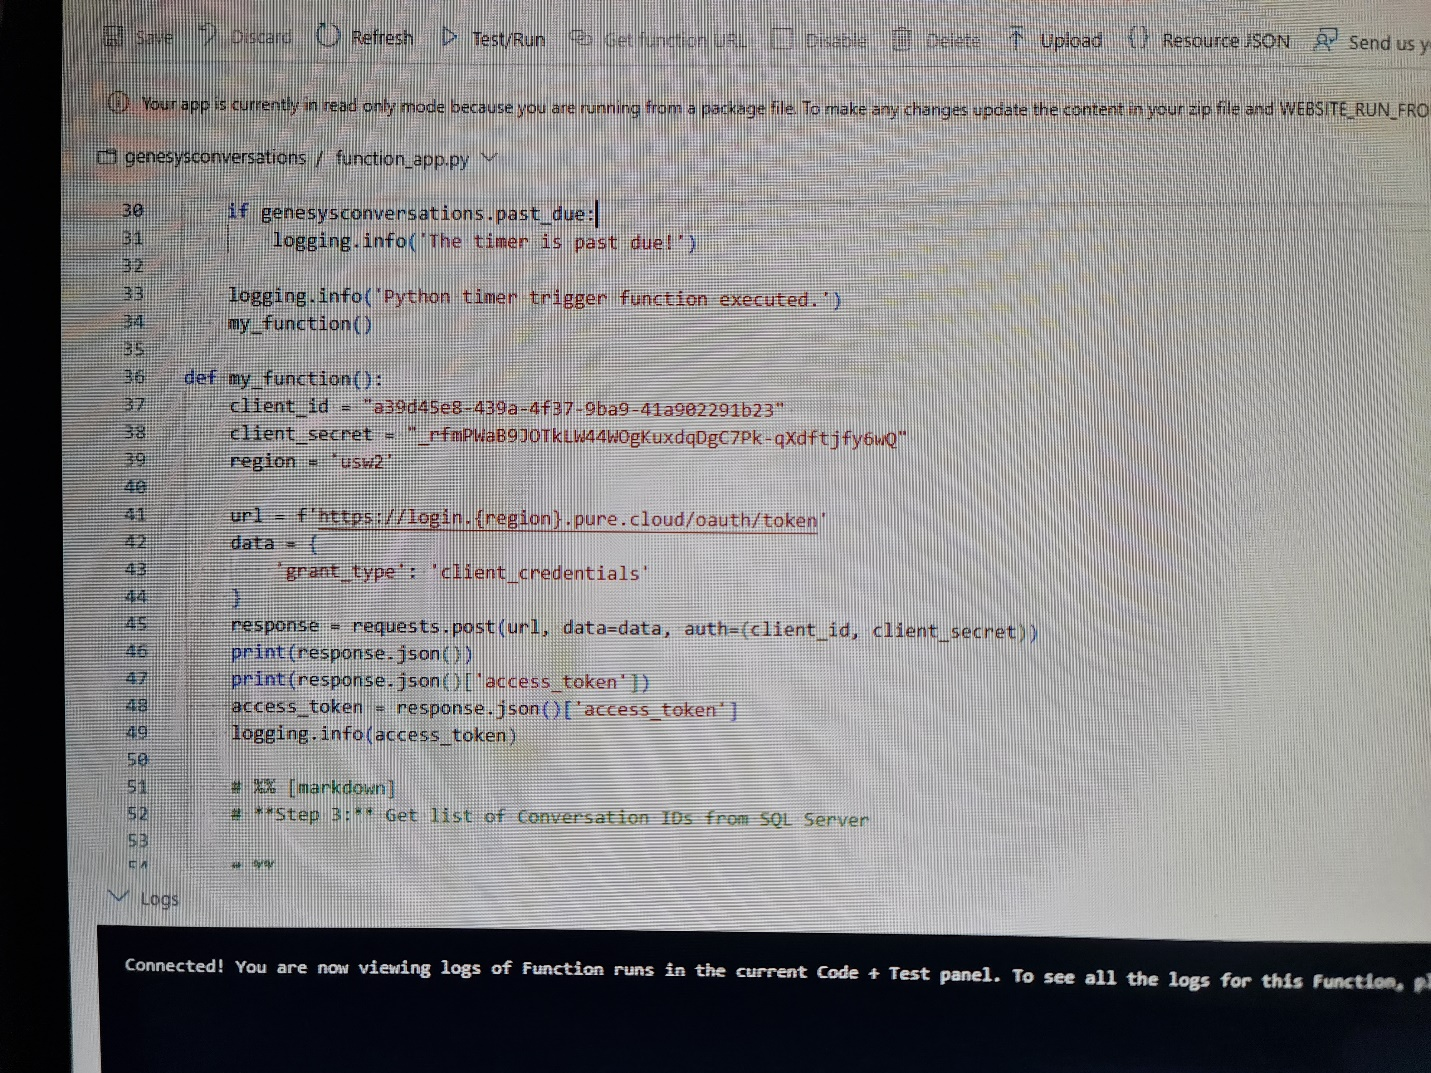 Save Discard Refresh Test/Run Get function URL Disable Delete Upload {} Resource JSON Send us y
Your app is currently in read only mode because you are running from a package file. To make any changes update the content in your zip file and WEBSITE_RUN_FRO
genesysconversations / function_app.py
30 if genesysconversations.past_due:
31 logging.info('The timer is past due!')
32
33 logging.info('Python timer trigger function executed.')
34 my_function()
35
36 def my_function():
37 client_id = "a39d45e8-439a-4f37-9ba9-41a902291b23"
38 client_secret = "_rfmPWaB9JOTkLW44WOgKuxdqDgC7Pk-qXdftjfy6wQ"
39 region = 'usw2'
40
41 url = f'https://login.{region}.pure.cloud/oauth/token'
42 data = {
43 'grant_type': 'client_credentials'
44 }
45 response = requests.post(url, data=data, auth=(client_id, client_secret))
46 print(response.json())
47 print(response.json()['access_token'])
48 access_token = response.json()['access_token']
49 logging.info(access_token)
50
51 # %% [markdown]
52 # **Step 3:** Get list of Conversation IDs from SQL Server
53
54 # %%
Logs
Connected! You are now viewing logs of Function runs in the current Code + Test panel. To see all the logs for this Function, pl